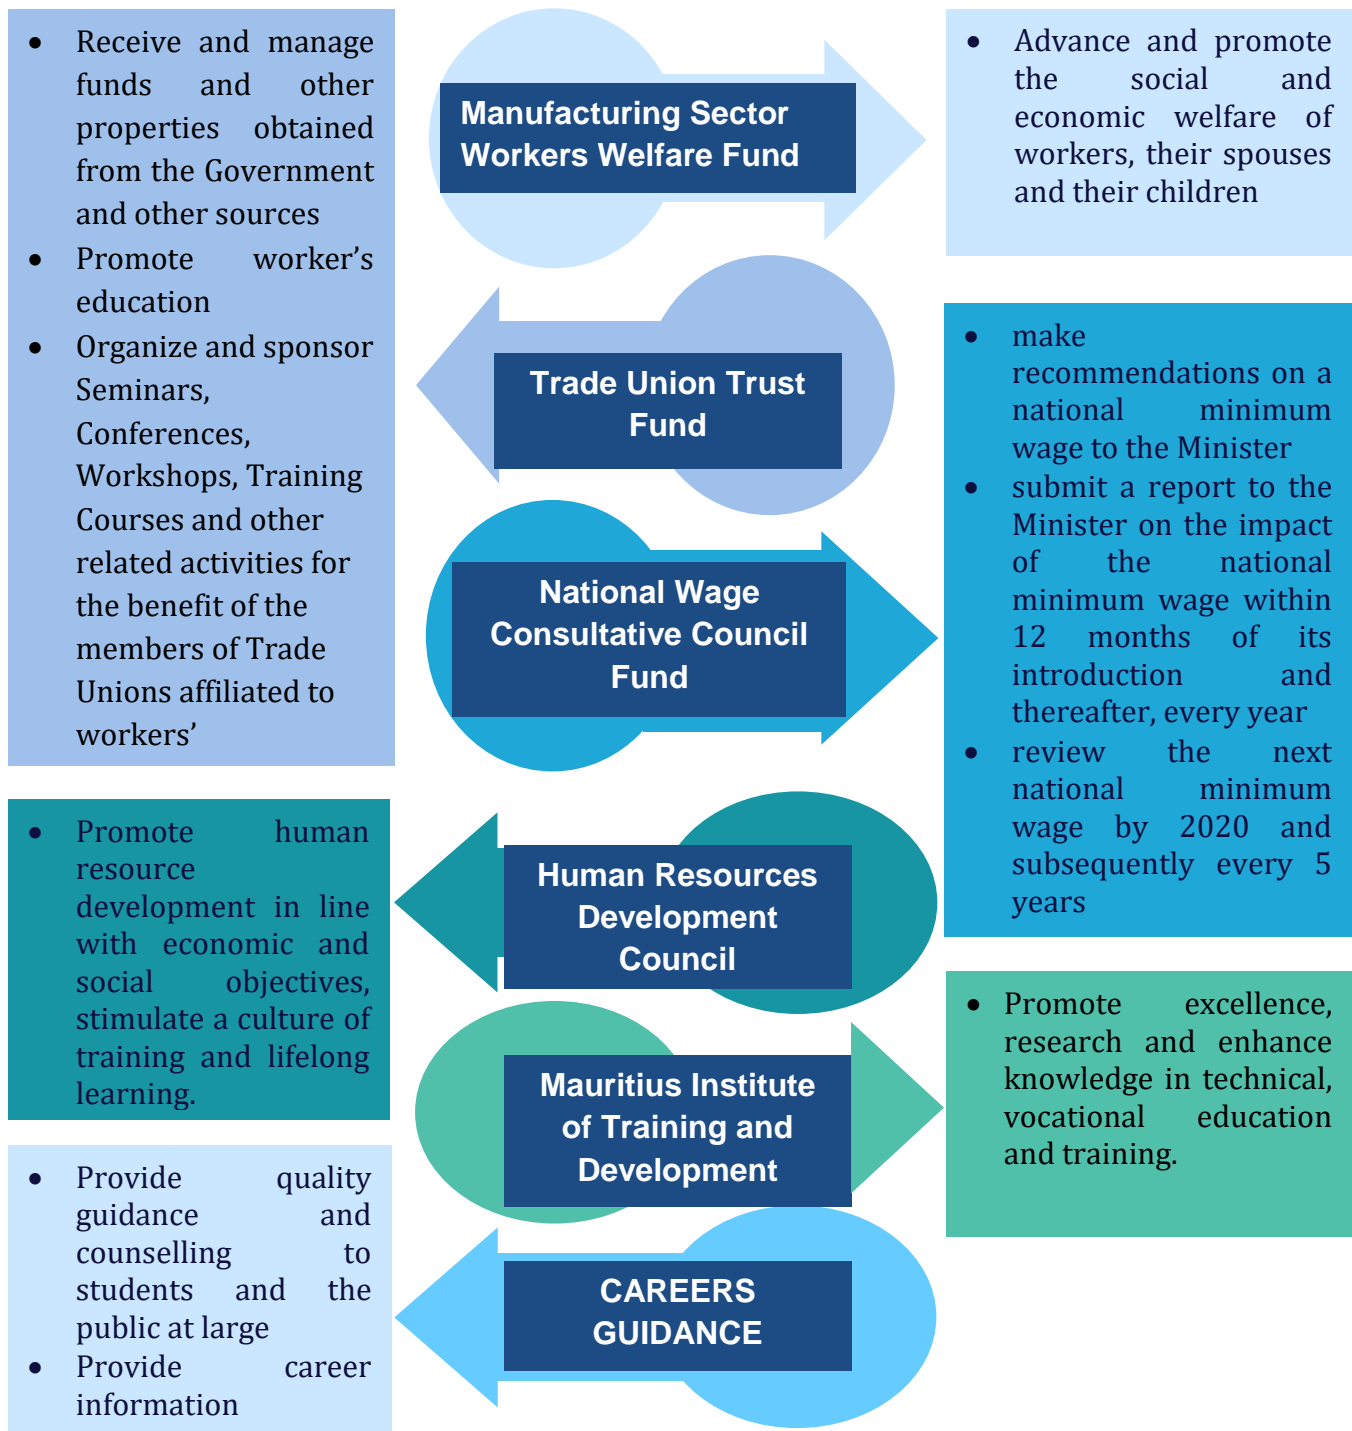 • Receive and manage
funds and other
properties obtained
from the Government
and other sources
• Promote worker’s
education
• Organize and sponsor
Seminars,
Conferences,
Workshops, Training
Courses and other
related activities for
the benefit of the
members of Trade
Unions affiliated to
workers’
Manufacturing Sector
Workers Welfare Fund
• Advance and promote
the social and
economic welfare of
workers, their spouses
and their children
Trade Union Trust
Fund
National Wage
Consultative Council
Fund
• make
recommendations on a
national minimum
wage to the Minister
• submit a report to the
Minister on the impact
of the national
minimum wage within
12 months of its
introduction and
thereafter, every year
• review the next
national minimum
wage by 2020 and
subsequently every 5
years
• Promote human
resource
development in line
with economic and
social objectives,
stimulate a culture of
training and lifelong
learning.
Human Resources
Development
Council
Mauritius Institute
of Training and
Development
• Promote excellence,
research and enhance
knowledge in technical,
vocational education
and training.
• Provide quality
guidance and
counselling to
students and the
public at large
• Provide career
information
CAREERS
GUIDANCE